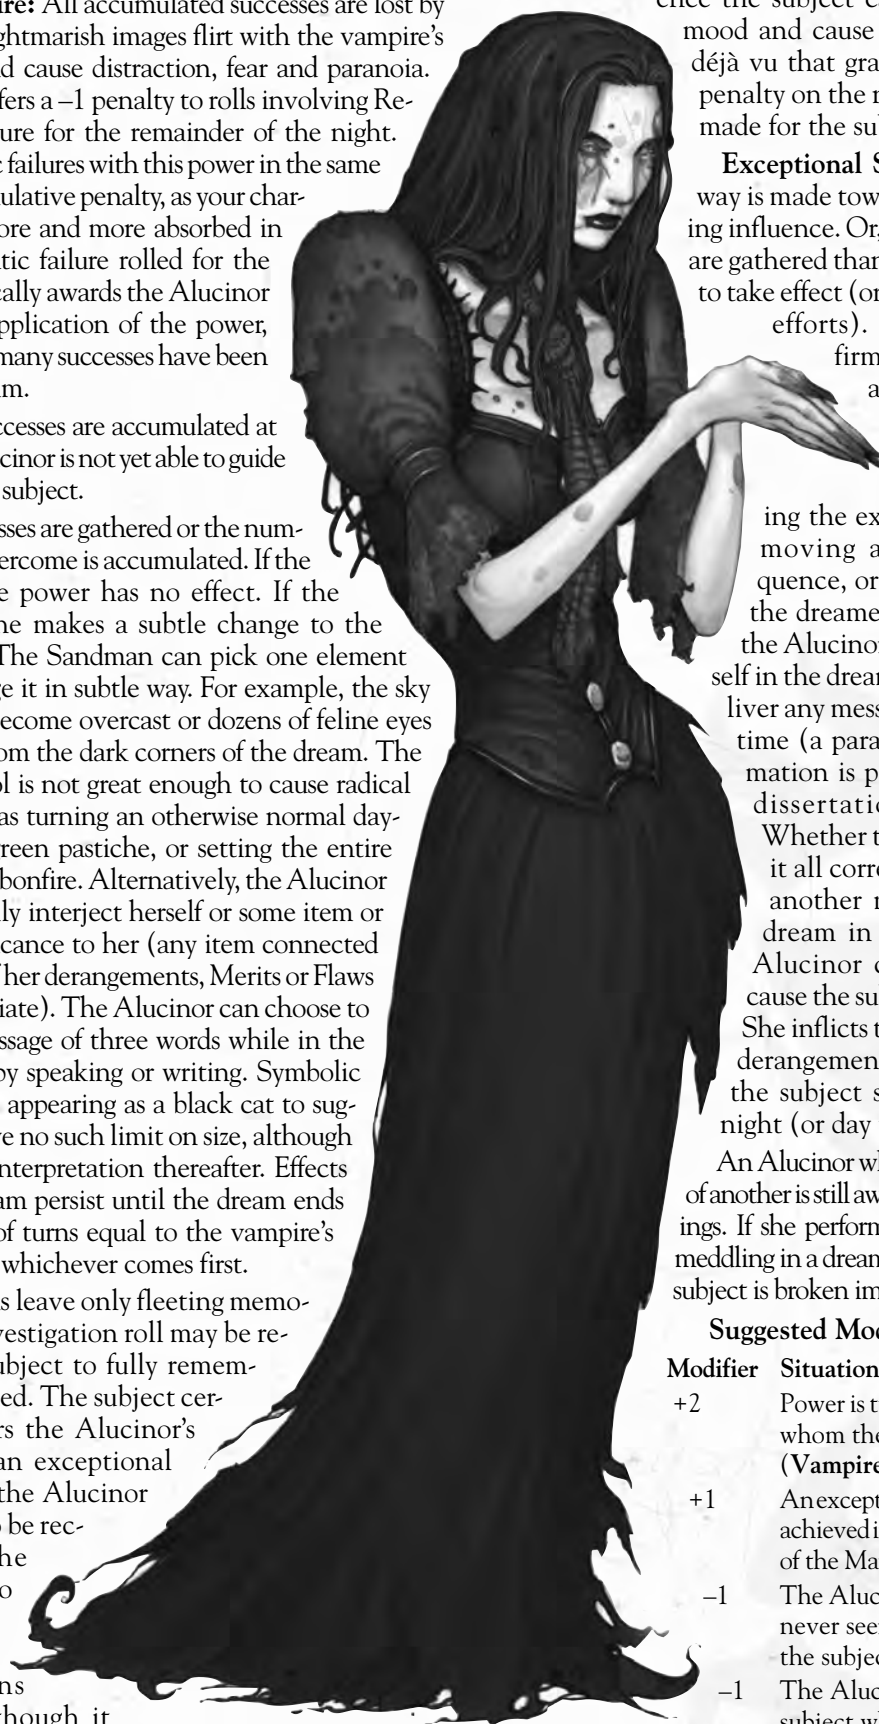 ire: All accumulated successes are lost by
ghtmarish images flirt with the vampire's
d cause distraction, fear and paranoia.
fers a –1 penalty to rolls involving Re-
ure for the remainder of the night.
c failures with this power in the same
ulative penalty, as your char-
ore and more absorbed in
tic failure rolled for the
cally awards the Alucinor
pplication of the power,
many successes have been
m.
ccesses are accumulated at
cinor is not yet able to guide
subject.
sses are gathered or the num-
ercome is accumulated. If the
e power has no effect. If the
he makes a subtle change to the
The Sandman can pick one element
ge it in subtle way. For example, the sky
ecome overcast or dozens of feline eyes
om the dark corners of the dream. The
ol is not great enough to cause radical
as turning an otherwise normal day-
reen pastiche, or setting the entire
bonfire. Alternatively, the Alucinor
ly interject herself or some item or
cance to her (any item connected
f her derangements, Merits or Flaws
iate). The Alucinor can choose to
ssage of three words while in the
by speaking or writing. Symbolic
appearing as a black cat to sug-
ve no such limit on size, although
nterpretation thereafter. Effects
am persist until the dream ends
of turns equal to the vampire's
whichever comes first.
s leave only fleeting memo-
vestigation roll may be re-
ubject to fully remem-
ed. The subject cer-
rs the Alucinor's
an exceptional
the Alucinor
o be rec-
he
o
ns
hough it
ence the subject ca
mood and cause
déjà vu that gra
penalty on the r
made for the sub
Exceptional S
way is made tow
ing influence. Or,
are gathered than
to take effect (or
efforts).
firm
a
ing the ex
moving a
quence, or
the dreame
the Alucinor
self in the dream
liver any mess
time (a para
mation is p
dissertatio
Whether t
it all corre
another r
dream in
Alucinor c
cause the su
She inflicts t
derangemen
the subject s
night (or day
An Alucinor wh
of another is still aw
ings. If she perform
meddling in a dream
subject is broken im
Suggested Mod
Modifier Situation
+2 Power is t
whom the
(Vampire
+1 An except
achieved i
of the Ma
–1 The Aluc
never see
the subjec
–1 The Aluc
subject wh